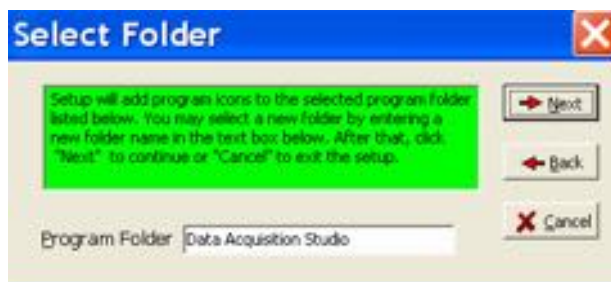 Select Folder
Setup will add program icons to the selected program folder
listed below. You may select a new folder by entering a
new folder name in the text box below. After that, click
"Next" to continue or "Cancel" to exit the setup.
Next
Back
Program Folder Data Acquisition Studio
Cancel